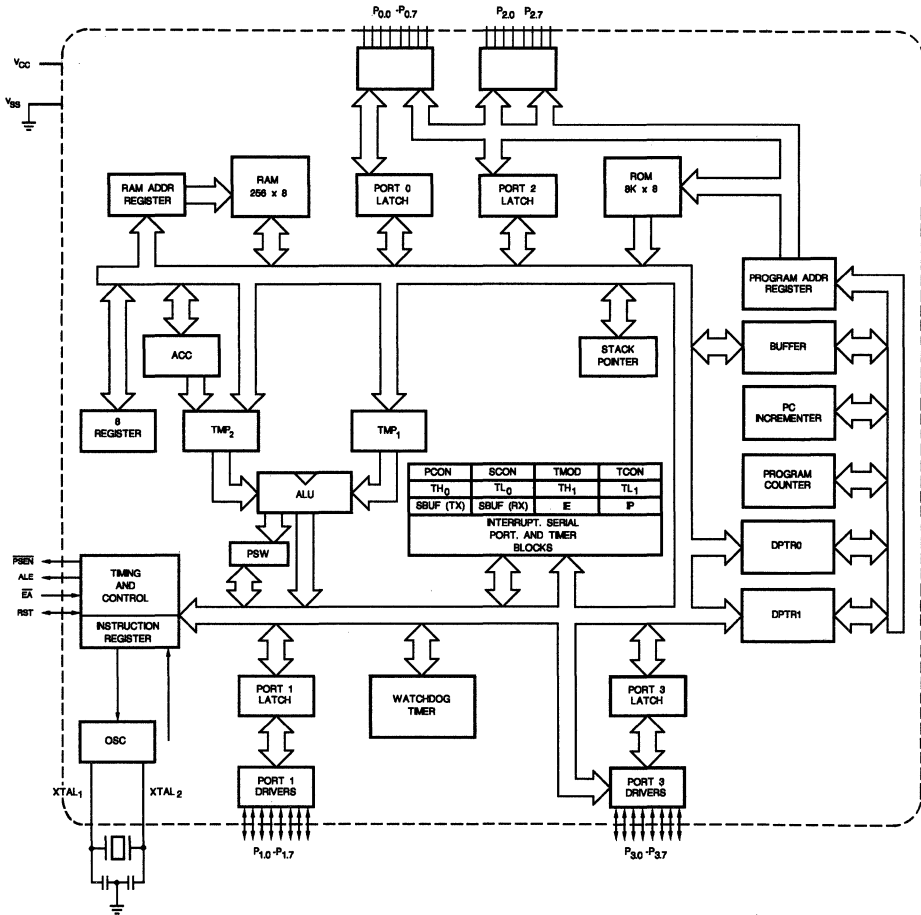 P0.0 -P0.7
P2.0 P2.7
VCC
VSS
RAM ADDR
REGISTER
RAM
256 x 8
PORT 0
LATCH
PORT 2
LATCH
ROM
8K x 8
PROGRAM ADDR
REGISTER
BUFFER
STACK
POINTER
ACC
PC
INCREMENTER
B
REGISTER
TMP2
TMP1
PROGRAM
COUNTER
ALU
PCON SCON TMOD TCON
TH0 TL0 TH1 TL1
SBUF (TX) SBUF (RX) IE IP
INTERRUPT. SERIAL
PORT. AND TIMER
BLOCKS
PSW
DPTR0
PSEN
ALE
EA
RST
TIMING
AND
CONTROL
INSTRUCTION
REGISTER
DPTR1
PORT 1
LATCH
WATCHDOG
TIMER
PORT 3
LATCH
OSC
XTAL1
XTAL2
PORT 1
DRIVERS
PORT 3
DRIVERS
P1.0 -P1.7
P3.0 -P3.7